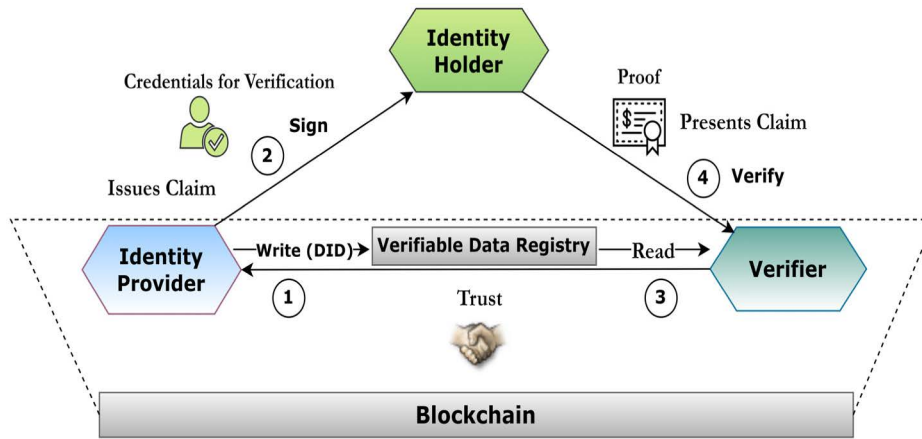 Identity
Holder
Credentials for Verification
Proof
$
Presents Claim
Sign
2
4 Verify
Issues Claim
Identity
Provider
Write (DID)
Verifiable Data Registry
Read
Verifier
1
Trust
3
Blockchain